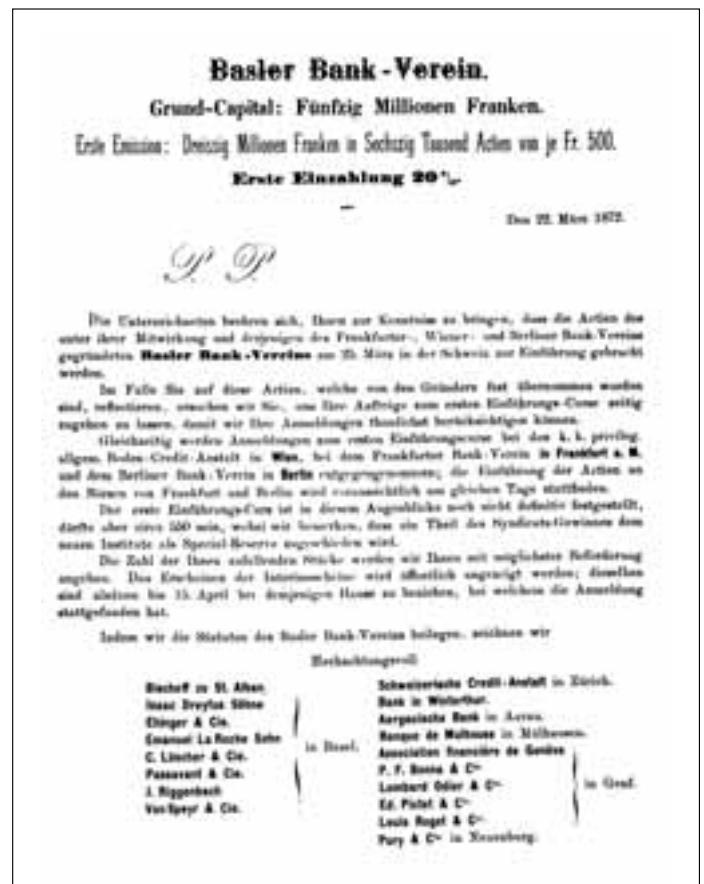 Basler Bank-Verein.
Grund-Capital: Fünfzig Millionen Franken.
Erste Emission: Dreissig Millionen Franken in Sechszig Tausend Actien von je Fr. 500.
Erste Einzahlung 20%.
Den 22. März 1872.
P. P.
Die Unterzeichneten beehren sich, Ihnen zur Kenntniss zu bringen, dass die Actien des
unter ihrer Mitwirkung und derjenigen des Frankfurter-, Wiener- und Berliner Bank-Vereins
gegründeten Basler Bank-Vereins am 25. März in der Schweiz zur Einführung gebracht
werden.
Im Falle Sie auf diese Actien, welche von den Gründern fest übernommen worden
sind, reflectiren, ersuchen wir Sie, uns Ihre Aufträge zum ersten Einführungs-Curse zeitig
zugehen zu lassen, damit wir Ihre Anmeldungen thunlichst berücksichtigen können.
Gleichzeitig werden Anmeldungen zum ersten Einführungscurse bei der k. k. privileg.
allgem. Boden-Credit-Anstalt in Wien, bei dem Frankfurter Bank-Verein in Frankfurt a. M.
und dem Berliner Bank-Verein in Berlin entgegengenommen; die Einführung der Actien an
den Börsen von Frankfurt und Berlin wird voraussichtlich am gleichen Tage stattfinden.
Der erste Einführungs-Curs ist in diesem Augenblicke noch nicht definitiv festgestellt,
dürfte aber circa 550 sein, wobei wir bemerken, dass ein Theil des Syndicats-Gewinnes dem
neuen Institute als Special-Reserve zugeschieden wird.
Die Zahl der Ihnen zufallenden Stücke werden wir Ihnen mit möglichster Beförderung
angeben. Das Erscheinen der Interimsscheine wird öffentlich angezeigt werden; dieselben
sind alsdann bis 15. April bei demjenigen Hause zu beziehen, bei welchem die Anmeldung
stattgefunden hat.
Indem wir die Statuten des Basler Bank-Vereins beilegen, zeichnen wir
Hochachtungsvoll
Bischoff zu St. Alban.
Isaac Dreyfus Söhne
Ehinger & Cie.
Emanuel La Roche Sohn
C. Lüscher & Cie.
Passavant & Cie.
J. Riggenbach
Von Speyr & Cie.
in Basel.
Schweizerische Credit-Anstalt in Zürich.
Bank in Winterthur.
Aargauische Bank in Aarau.
Banque de Mulhouse in Mülhausen.
Association financière de Genève
P. F. Bonna & Cie
Lombard Odier & Cie
Ed. Pictet & Cie
Louis Roget & Cie
in Genf.
Pury & Cie in Neuenburg.